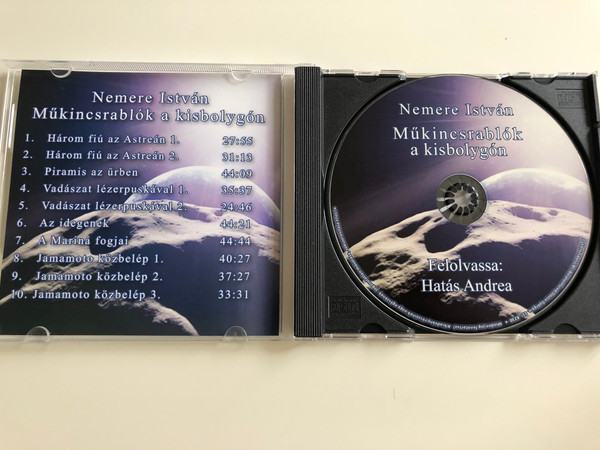 Nemere István
Műkincsrablók a kisbolygón
1. Három fiú az Astreán 1. 27:55
2. Három fiú az Astreán 2. 31:13
3. Piramis az ürben 44:09
4. Vadászat lézerpuskával 1. 35:37
5. Vadászat lézerpuskával 2. 24:46
6. Az idegenek 44:21
7. A Marina fogjai 44:44
8. Jamamoto közbelép 1. 40:27
9. Jamamoto közbelép 2. 37:27
10. Jamamoto közbelép 3. 33:31
Nemere István
Műkincsrablók
a kisbolygón
Felolvassa:
Hatás Andrea